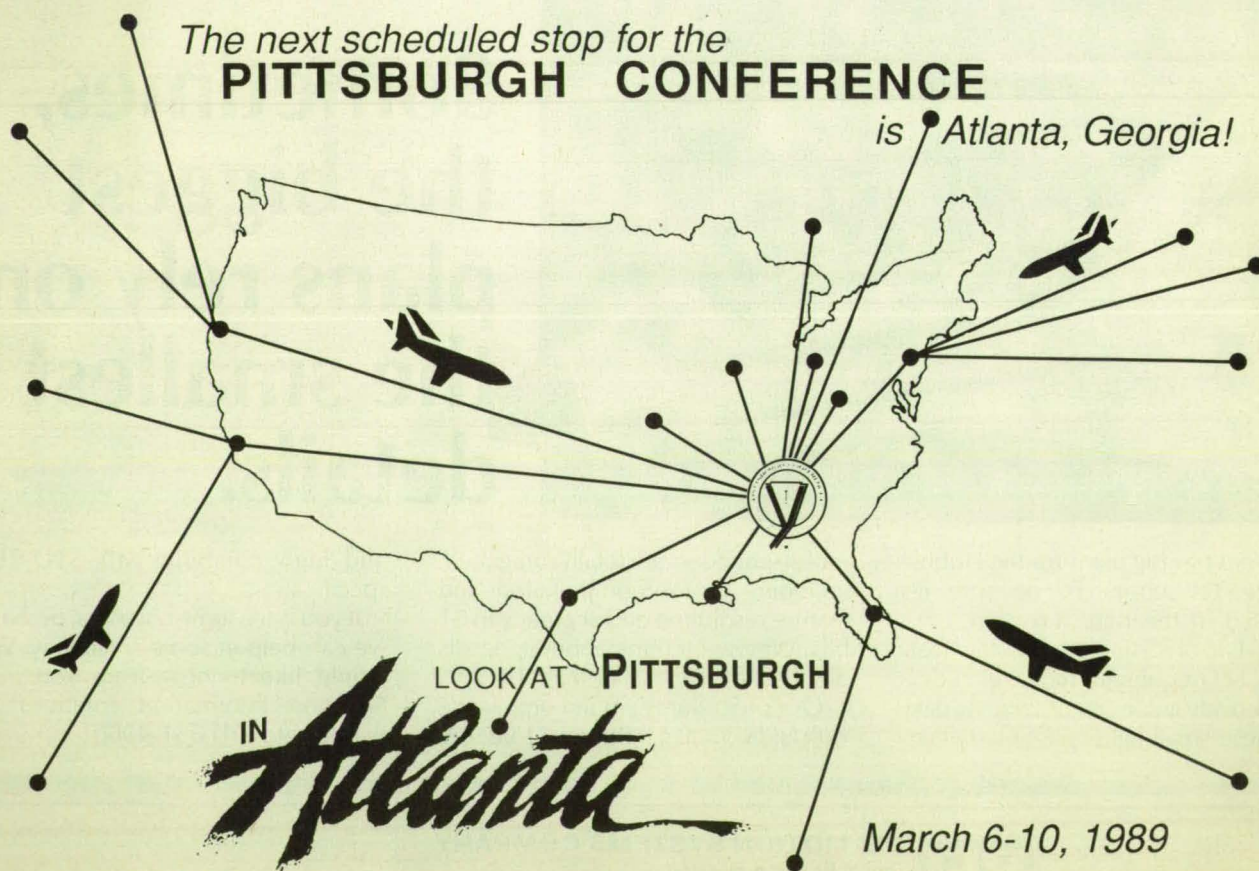 The next scheduled stop for the
PITTSBURGH CONFERENCE
is Atlanta, Georgia!
LOOK AT PITTSBURGH
IN Atlanta
March 6-10, 1989